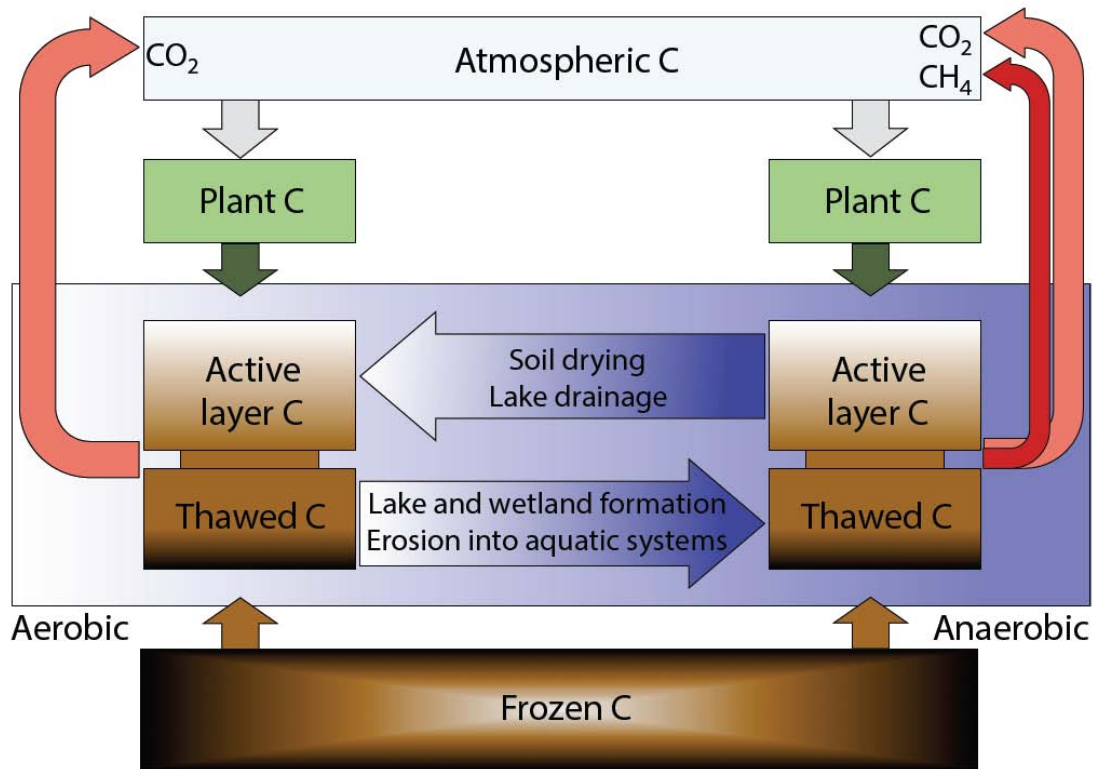 CO₂
Atmospheric C
CO₂
CH₄
Plant C
Plant C
Active
layer C
Soil drying
Lake drainage
Active
layer C
Thawed C
Lake and wetland formation
Erosion into aquatic systems
Thawed C
Aerobic
Anaerobic
Frozen C